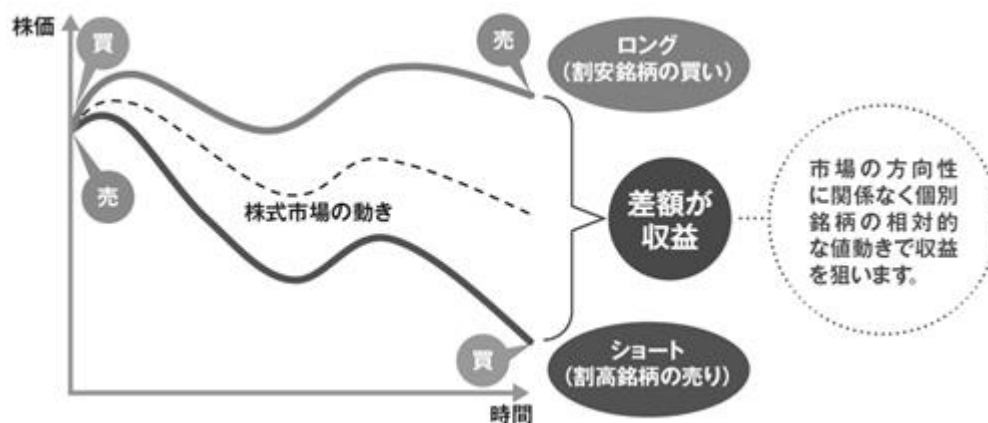 株価
買
売
売
ロング
(割安銘柄の買い)
株式市場の動き
差額が
収益
市場の方向性
に関係なく個別
銘柄の相対的
な値動きで収益
を狙います。
買
ショート
(割高銘柄の売り)
時間